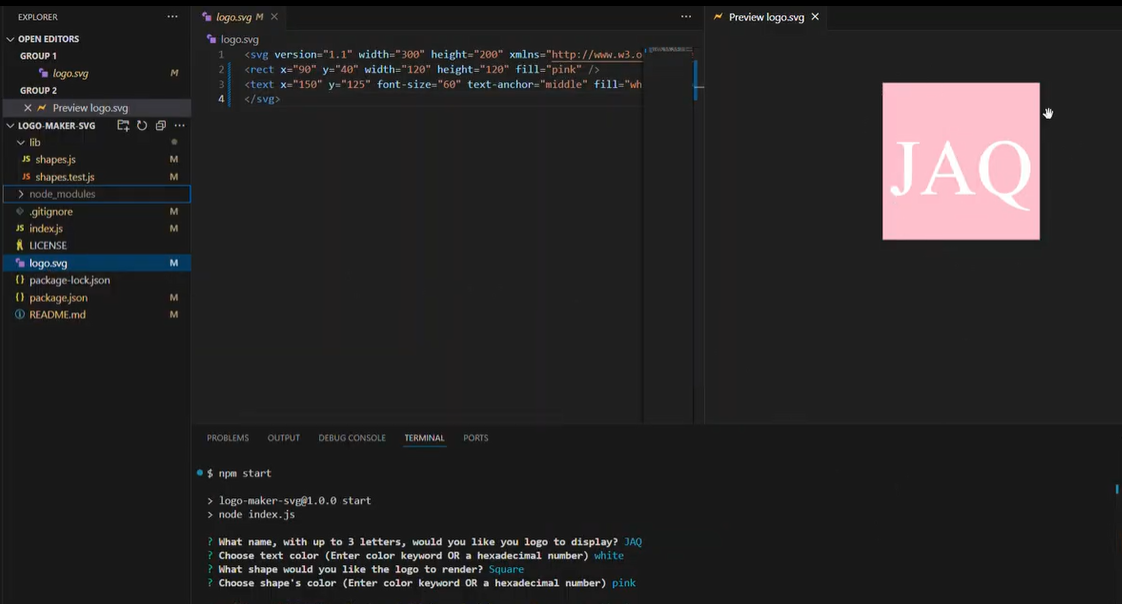 EXPLORER
···
OPEN EDITORS
GROUP 1
logo.svg M
GROUP 2
Preview logo.svg
LOGO-MAKER-SVG
lib
JS shapes.js M
JS shapes.test.js M
node_modules
.gitignore M
JS index.js M
LICENSE
logo.svg M
{} package-lock.json
{} package.json M
README.md M
logo.svg M
logo.svg
1 <svg version="1.1" width="300" height="200" xmlns="http://www.w3.o
2 <rect x="90" y="40" width="120" height="120" fill="pink" />
3 <text x="150" y="125" font-size="60" text-anchor="middle" fill="wh
4 </svg>
Preview logo.svg
JAQ
PROBLEMS OUTPUT DEBUG CONSOLE TERMINAL PORTS
$ npm start
> logo-maker-svg@1.0.0 start
> node index.js
? What name, with up to 3 letters, would you like you logo to display? JAQ
? Choose text color (Enter color keyword OR a hexadecimal number) white
? What shape would you like the logo to render? Square
? Choose shape's color (Enter color keyword OR a hexadecimal number) pink